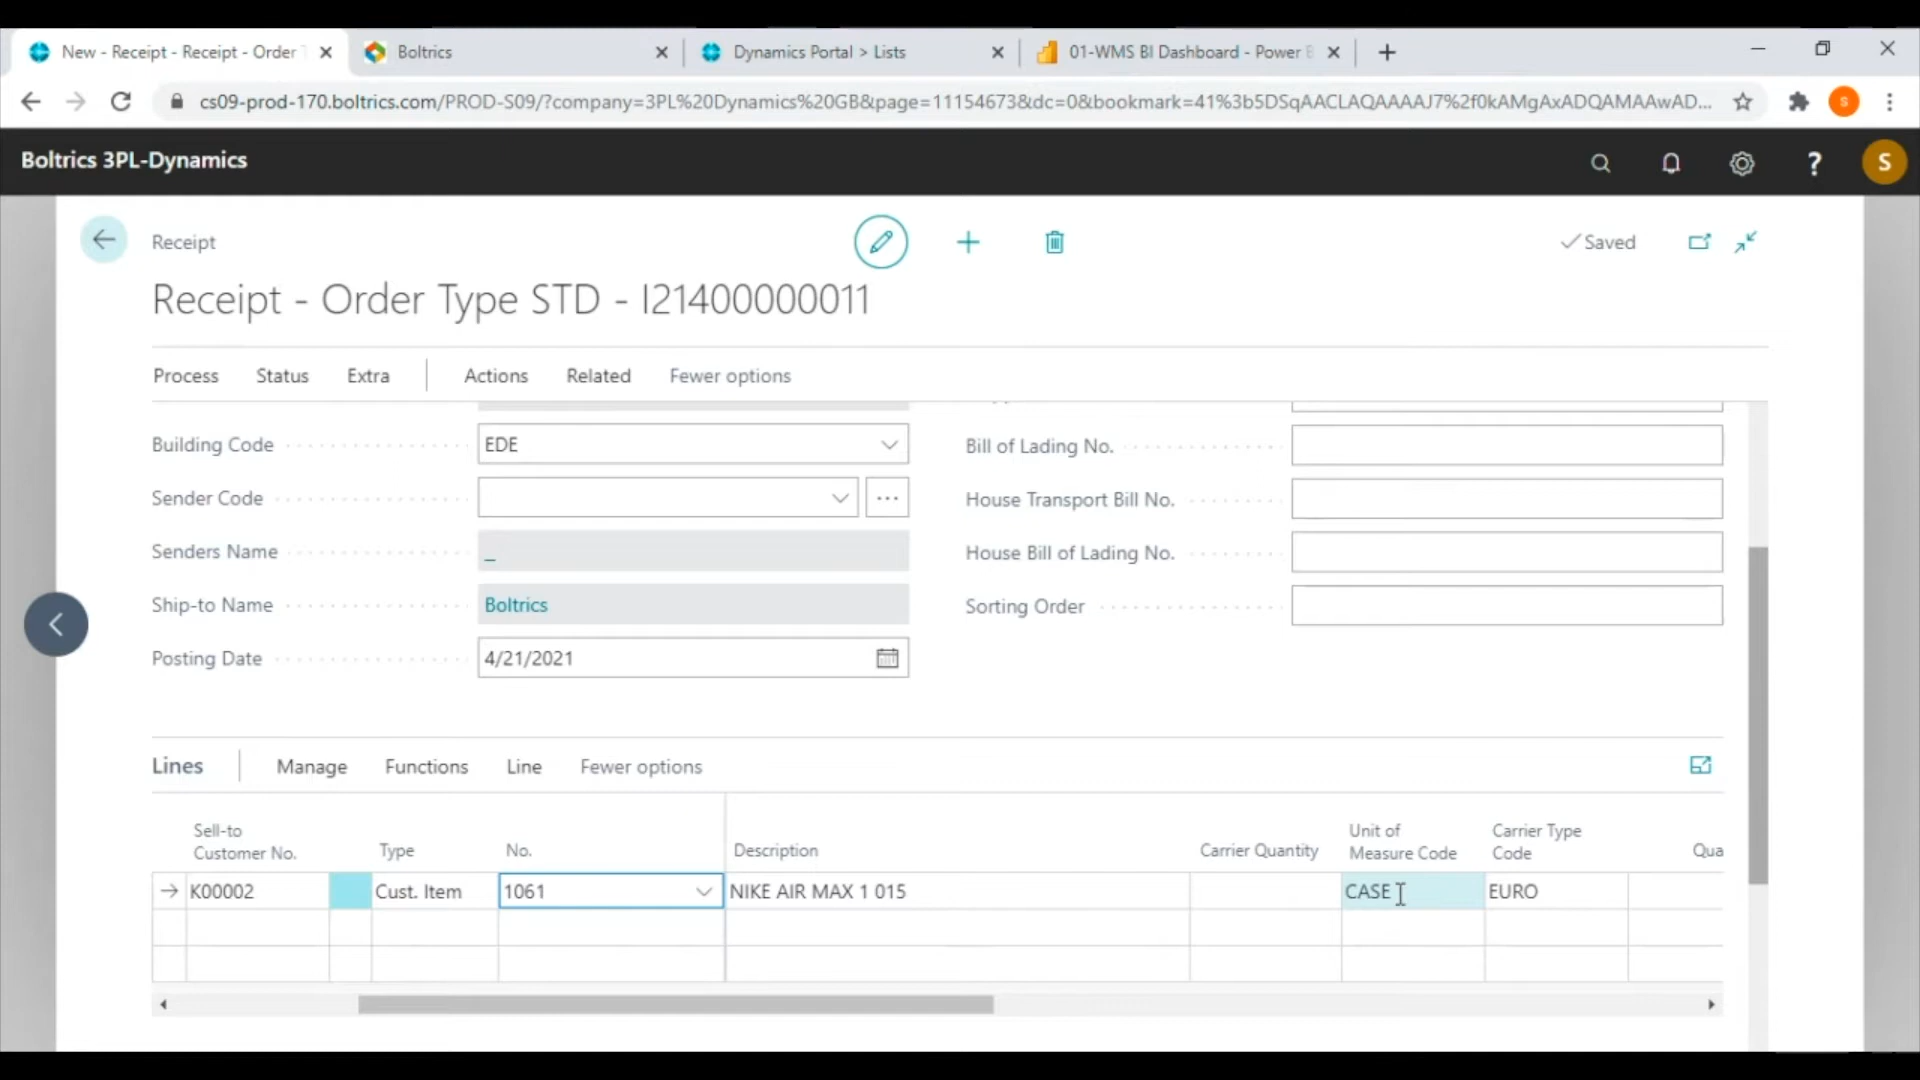 New - Receipt - Receipt - Order
Boltrics
Dynamics Portal > Lists
01-WMS BI Dashboard - Power
cs09-prod-170.boltrics.com/PROD-S09/?company=3PL%20Dynamics%20GB&page=11154673&dc=0&bookmark=41%3b5DSqAACLAQAAAAJ7%2f0kAMgAxADQAMAAwAD...
S
Boltrics 3PL-Dynamics
?
S
Receipt
Saved
Receipt - Order Type STD - I21400000011
Process Status Extra Actions Related Fewer options
Building Code EDE
Bill of Lading No.
Sender Code ...
House Transport Bill No.
Senders Name _
House Bill of Lading No.
Ship-to Name Boltrics
Sorting Order
Posting Date 4/21/2021
Lines Manage Functions Line Fewer options
Sell-to
Customer No.
Type
No.
Description
Carrier Quantity
Unit of
Measure Code
Carrier Type
Code
Qua
K00002 Cust. Item 1061 NIKE AIR MAX 1 015 CASE EURO